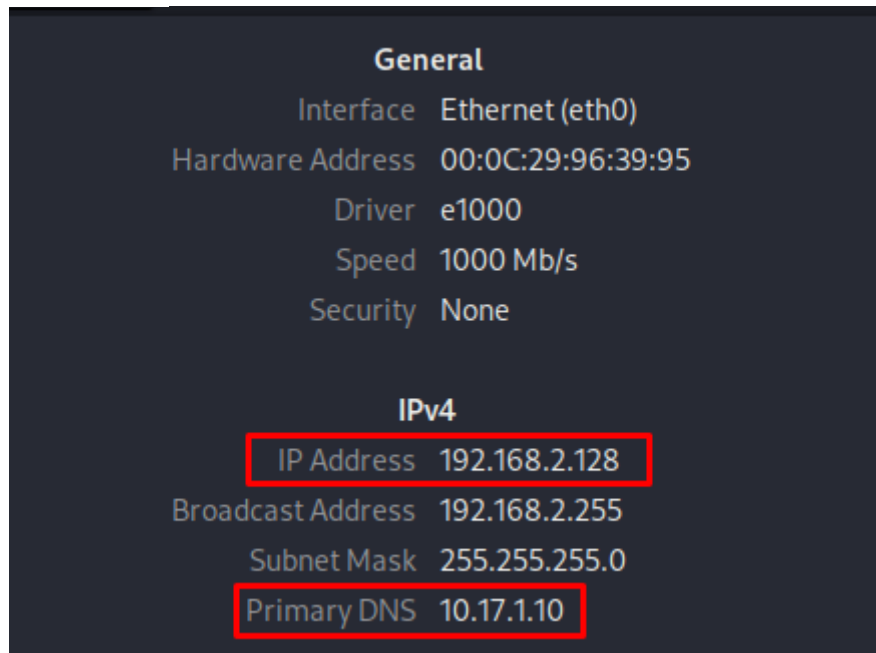 General
Interface Ethernet (eth0)
Hardware Address 00:0C:29:96:39:95
Driver e1000
Speed 1000 Mb/s
Security None
IPv4
IP Address 192.168.2.128
Broadcast Address 192.168.2.255
Subnet Mask 255.255.255.0
Primary DNS 10.17.1.10